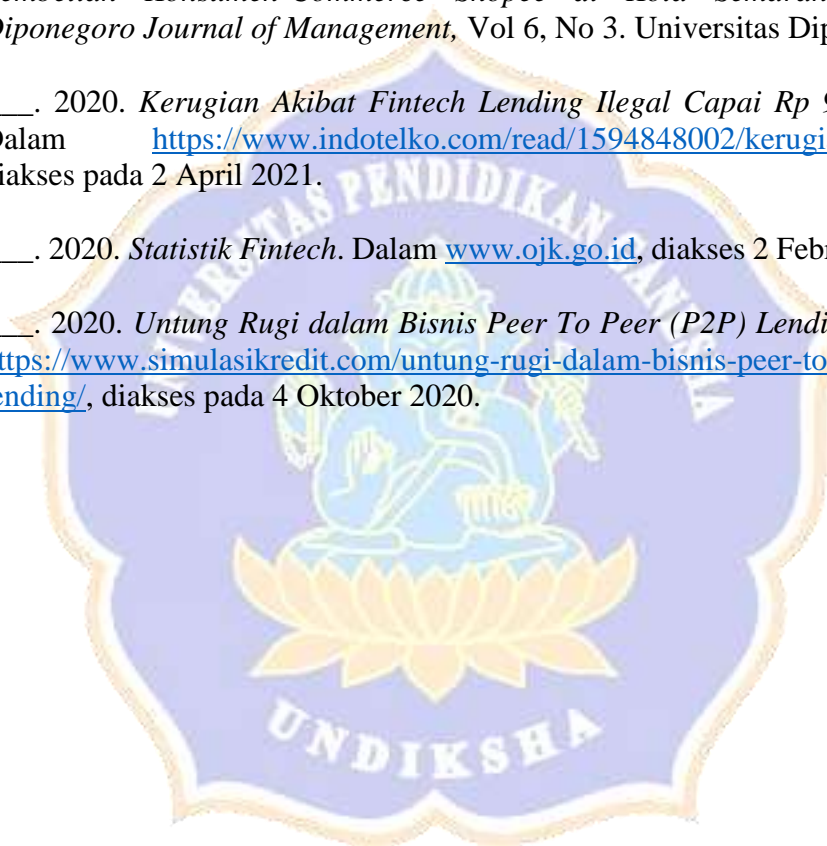 Konsumen Commerce Shopee di Kota Semarang
Diponegoro Journal of Management, Vol 6, No 3. Universitas Dip
___. 2020. Kerugian Akibat Fintech Lending Ilegal Capai Rp 9
Dalam https://www.indotelko.com/read/1594848002/kerugi
iakses pada 2 April 2021.
___. 2020. Statistik Fintech. Dalam www.ojk.go.id, diakses 2 Febr
___. 2020. Untung Rugi dalam Bisnis Peer To Peer (P2P) Lendi
ttps://www.simulasikredit.com/untung-rugi-dalam-bisnis-peer-to
ending/, diakses pada 4 Oktober 2020.
UNIVERSITAS PENDIDIKAN GANESHA
UNDIKSHA